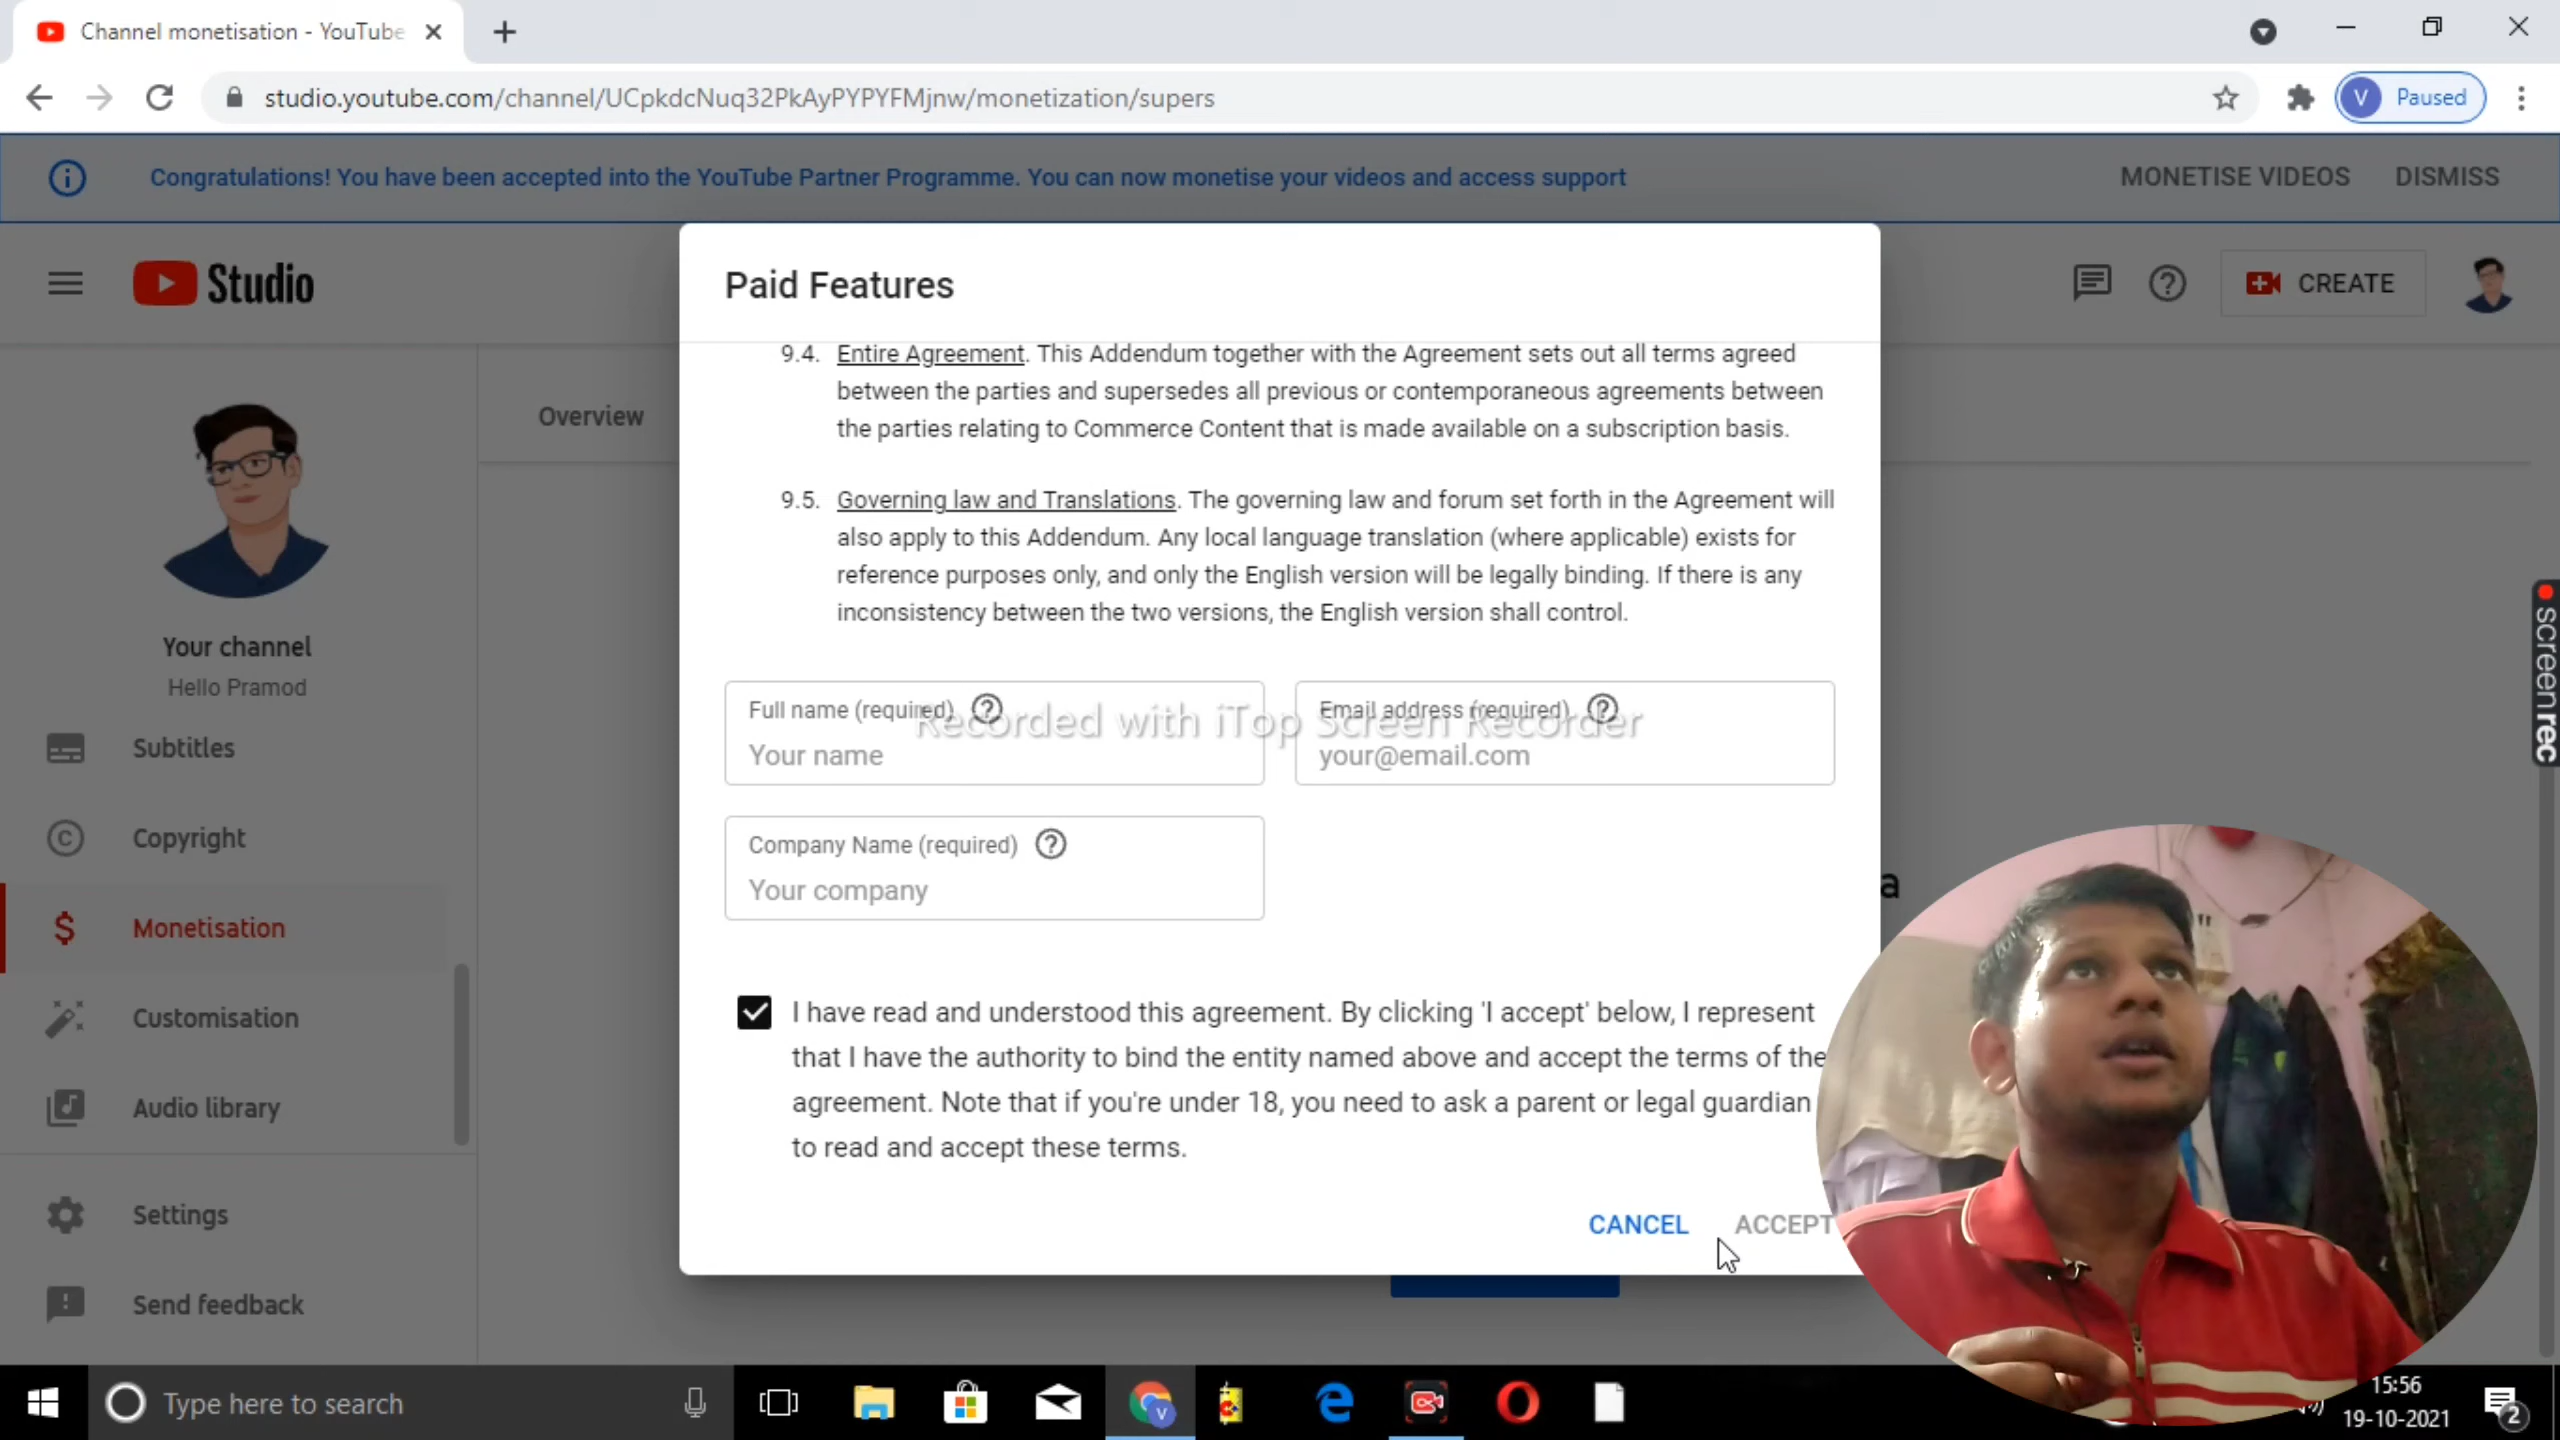 Channel monetisation - YouTube
studio.youtube.com/channel/UCpkdcNuq32PkAyPYPYFMjnw/monetization/supers
V Paused
Congratulations! You have been accepted into the YouTube Partner Programme. You can now monetise your videos and access support
MONETISE VIDEOS DISMISS
Studio
CREATE
Paid Features
9.4. Entire Agreement. This Addendum together with the Agreement sets out all terms agreed
between the parties and supersedes all previous or contemporaneous agreements between
the parties relating to Commerce Content that is made available on a subscription basis.
9.5. Governing law and Translations. The governing law and forum set forth in the Agreement will
also apply to this Addendum. Any local language translation (where applicable) exists for
reference purposes only, and only the English version will be legally binding. If there is any
inconsistency between the two versions, the English version shall control.
Full name (required)
Your name
Email address (required)
your@email.com
Recorded with iTop Screen Recorder
Company Name (required)
Your company
I have read and understood this agreement. By clicking 'I accept' below, I represent
that I have the authority to bind the entity named above and accept the terms of the
agreement. Note that if you're under 18, you need to ask a parent or legal guardian
to read and accept these terms.
CANCEL ACCEPT
Overview
a
Your channel
Hello Pramod
Subtitles
Copyright
Monetisation
Customisation
Audio library
Settings
Send feedback
screenrec
Type here to search
V
15:56
19-10-2021
2